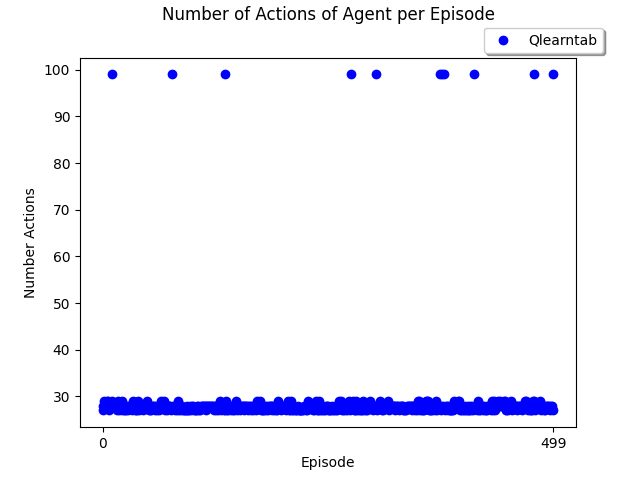 Number of Actions of Agent per Episode
Qlearntab
100
90
80
70
60
50
40
30
Number Actions
0
499
Episode